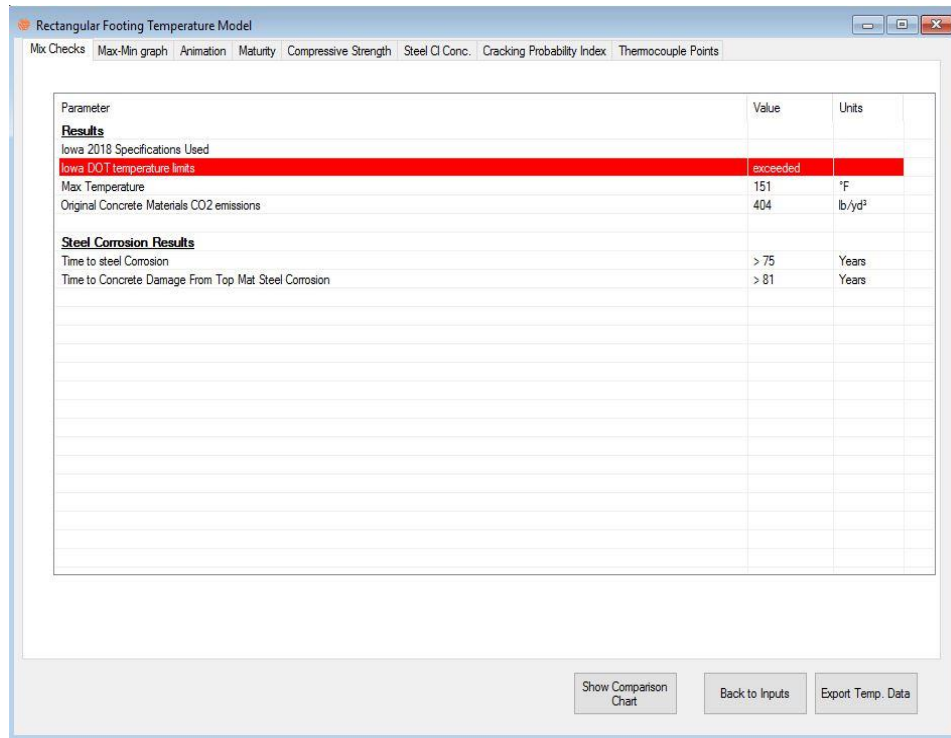 Rectangular Footing Temperature Model
Mix Checks Max-Min graph Animation Maturity Compressive Strength Steel Cl Conc. Cracking Probability Index Thermocouple Points
Parameter Value Units
Results
Iowa 2018 Specifications Used
Iowa DOT temperature limits exceeded
Max Temperature 151 °F
Original Concrete Materials CO2 emissions 404 lb/yd³
Steel Corrosion Results
Time to steel Corrosion > 75 Years
Time to Concrete Damage From Top Mat Steel Corrosion > 81 Years
Show Comparison
Chart
Back to Inputs
Export Temp. Data